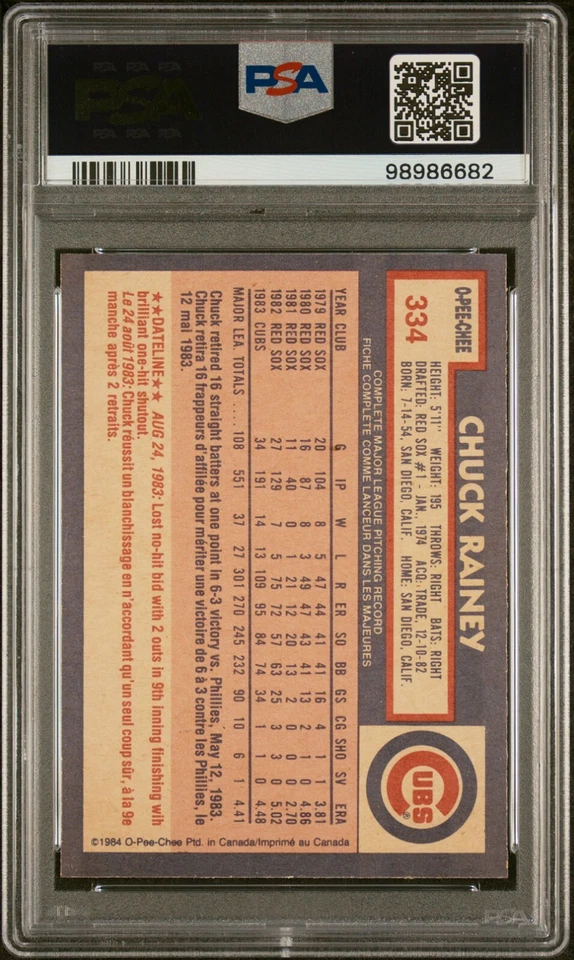 PSA PSA PSA
PSA
PSA PSA PSA
PSA
98986682
O-PEE-CHEE
334
CHUCK RAINEY
HEIGHT: 5'11" WEIGHT: 195 THROWS: RIGHT BATS: RIGHT
DRAFTED: RED SOX #1 - JAN., 1974 ACQ: TRADE, 12-10-82
BORN: 7-14-54, SAN DIEGO, CALIF. HOME: SAN DIEGO, CALIF.
CUBS®
COMPLETE MAJOR LEAGUE PITCHING RECORD
FICHE COMPLETE COMME LANCEUR DANS LES MAJEURES
YEAR CLUB G IP W L R ER SO BB GS CG SHO SV ERA
1979 RED SOX 20 104 8 5 47 44 41 41 16 4 1 1 3.81
1980 RED SOX 16 87 8 3 49 47 43 41 13 2 1 0 4.86
1981 RED SOX 11 40 0 1 21 12 20 13 2 0 0 0 2.70
1982 RED SOX 27 129 7 5 75 72 57 63 25 3 3 0 5.02
1983 CUBS 34 191 14 13 109 95 84 74 34 1 1 0 4.48
MAJOR LEA TOTALS ..... 108 551 37 27 301 270 245 232 90 10 6 1 4.41
Chuck retired 16 straight batters at one point in 6-3 victory vs. Phillies, May 12, 1983.
Chuck retira 16 frappeurs d'affilée pour mériter une victoire de 6 à 3 contre les Phillies, le
12 mai 1983.
★★DATELINE★★ AUG 24, 1983: Lost no-hit bid with 2 outs in 9th inning finishing wih
brilliant one-hit shutout.
Le 24 août 1983: Chuck réussit un blanchissage en n'accordant qu'un seul coup sûr, à la 9e
manche après 2 retraits.
©1984 O-Pee-Chee Ptd. in Canada/Imprimé au Canada
PSA